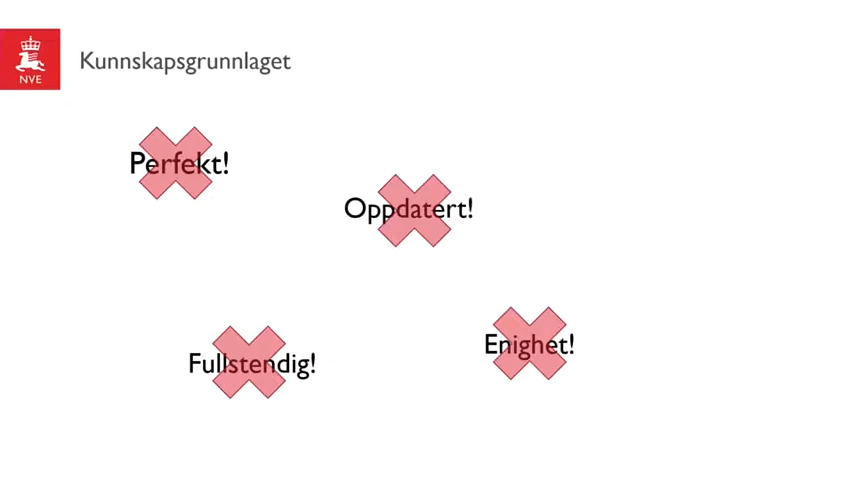 NVE
Kunnskapsgrunnlaget
Perfekt!
Oppdatert!
Enighet!
Fullstendig!